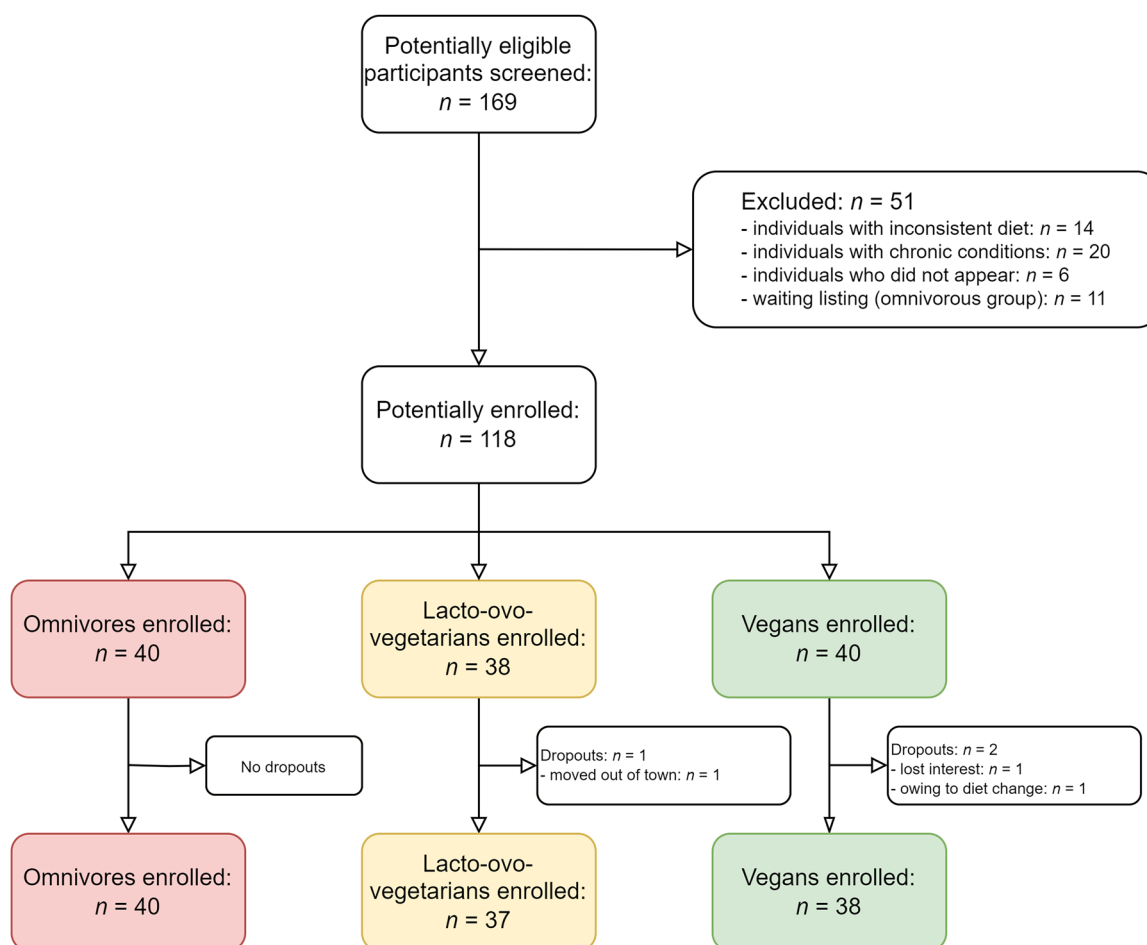 Potentially eligible
participants screened:
n = 169
Excluded: n = 51
- individuals with inconsistent diet: n = 14
- individuals with chronic conditions: n = 20
- individuals who did not appear: n = 6
- waiting listing (omnivorous group): n = 11
Potentially enrolled:
n = 118
Omnivores enrolled:
n = 40
Lacto-ovo-
vegetarians enrolled:
n = 38
Vegans enrolled:
n = 40
No dropouts
Dropouts: n = 1
- moved out of town: n = 1
Dropouts: n = 2
- lost interest: n = 1
- owing to diet change: n = 1
Omnivores enrolled:
n = 40
Lacto-ovo-
vegetarians enrolled:
n = 37
Vegans enrolled:
n = 38